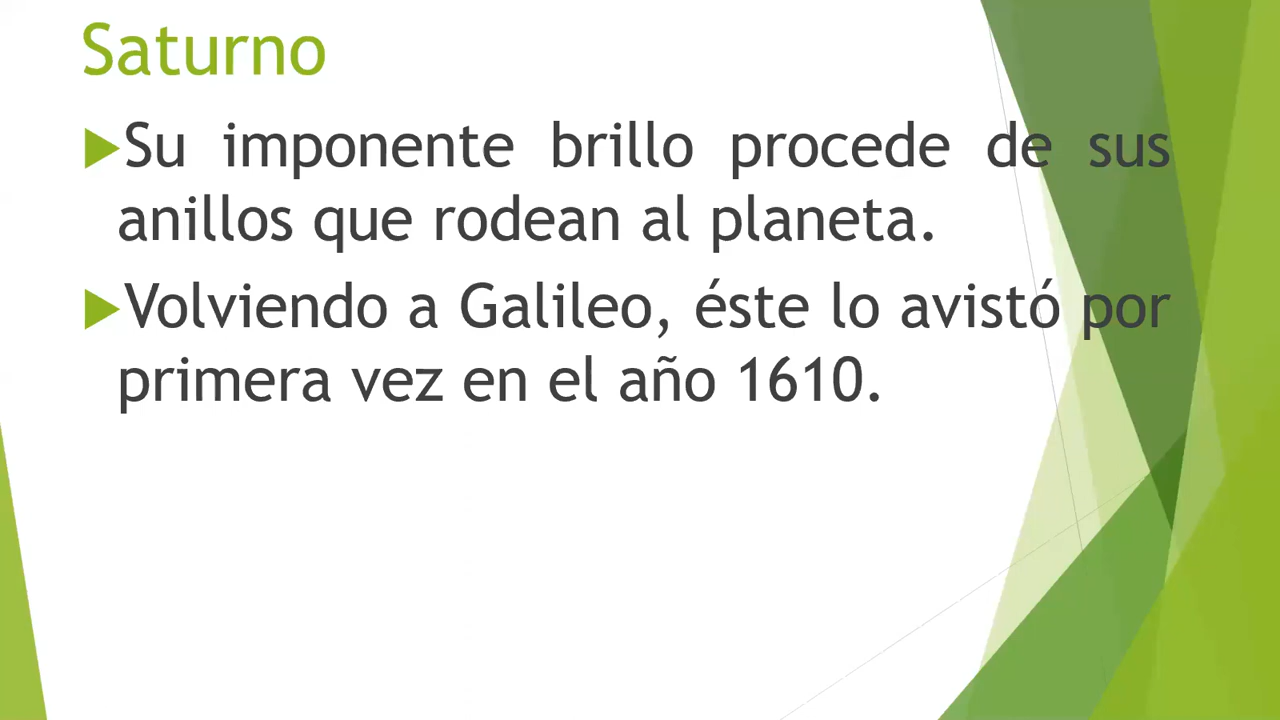 Saturno
Su imponente brillo procede de sus
anillos que rodean al planeta.
Volviendo a Galileo, éste lo avistó por
primera vez en el año 1610.